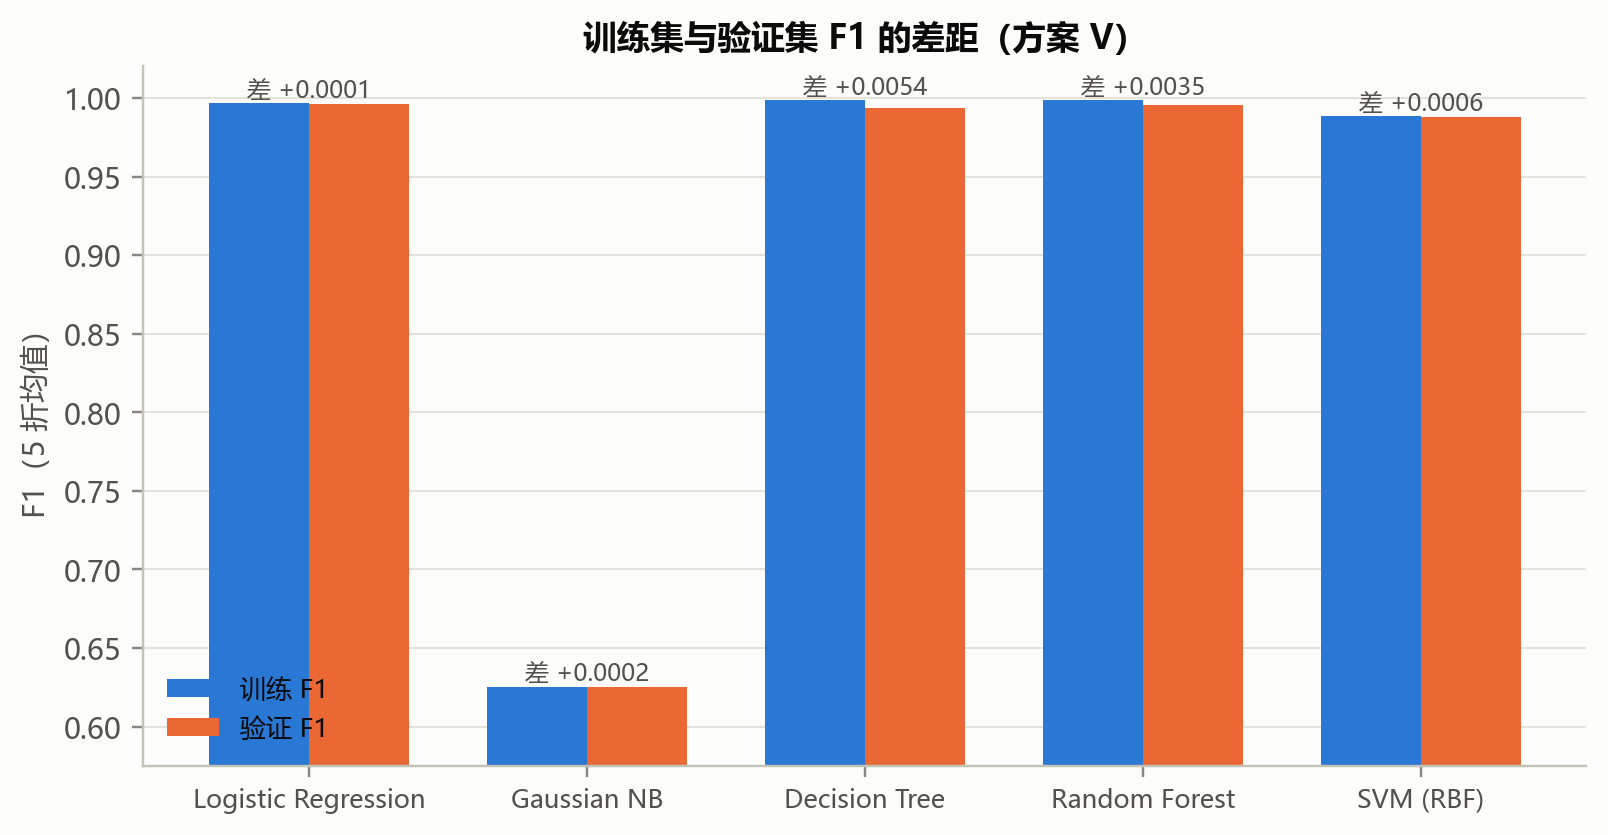 训练集与验证集 F1 的差距（方案 V）
F1（5 折均值）
1.00
0.95
0.90
0.85
0.80
0.75
0.70
0.65
0.60
差 +0.0001
差 +0.0002
差 +0.0054
差 +0.0035
差 +0.0006
训练 F1
验证 F1
Logistic Regression
Gaussian NB
Decision Tree
Random Forest
SVM (RBF)